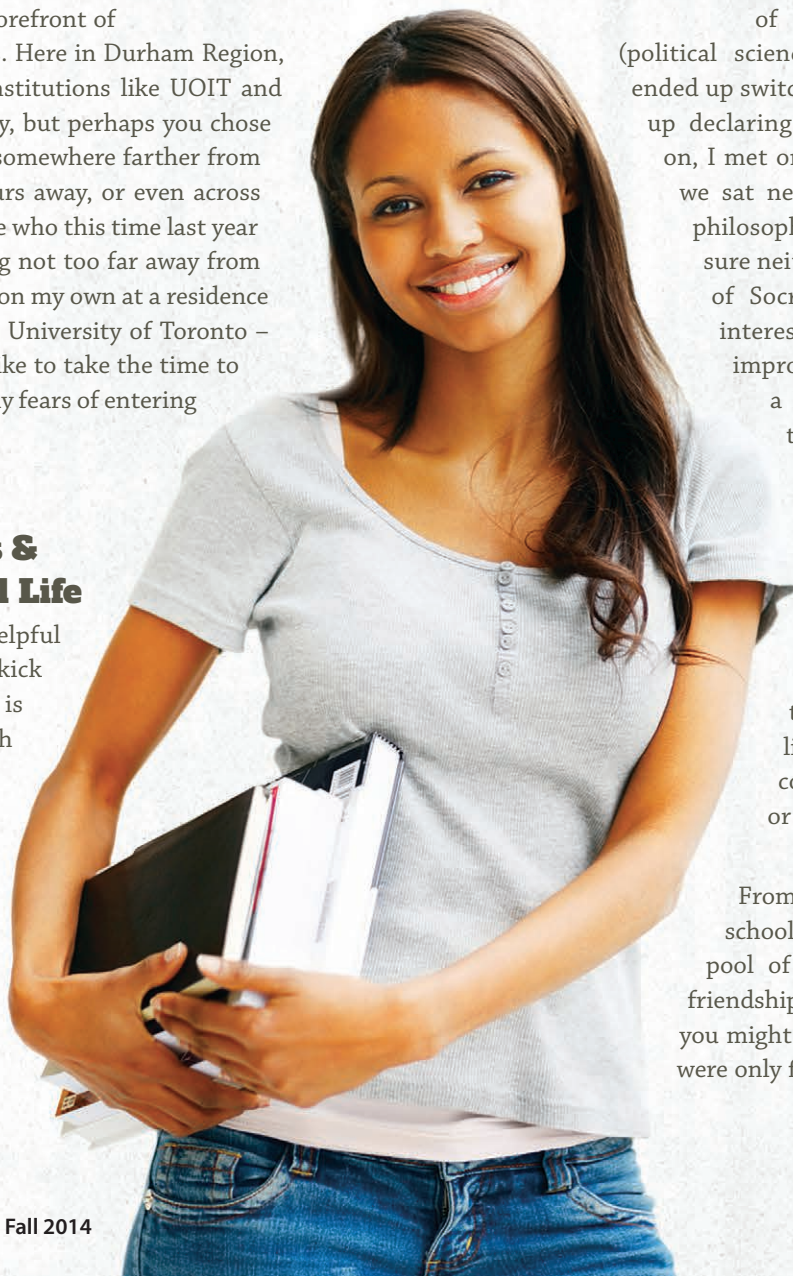 orefront of
. Here in Durham Region,
nstitutions like UOIT and
y, but perhaps you chose
somewhere farther from
urs away, or even across
e who this time last year
g not too far away from
on my own at a residence
University of Toronto –
ike to take the time to
y fears of entering
s &
l Life
elpful
kick
is
h
of
(political scienc
ended up switc
up declaring
on, I met or
we sat ne
philosoph
sure neit
of Socr
interes
impro
a
t
t
li
co
or
From
school
pool of
friendship
you might
were only f
Fall 2014